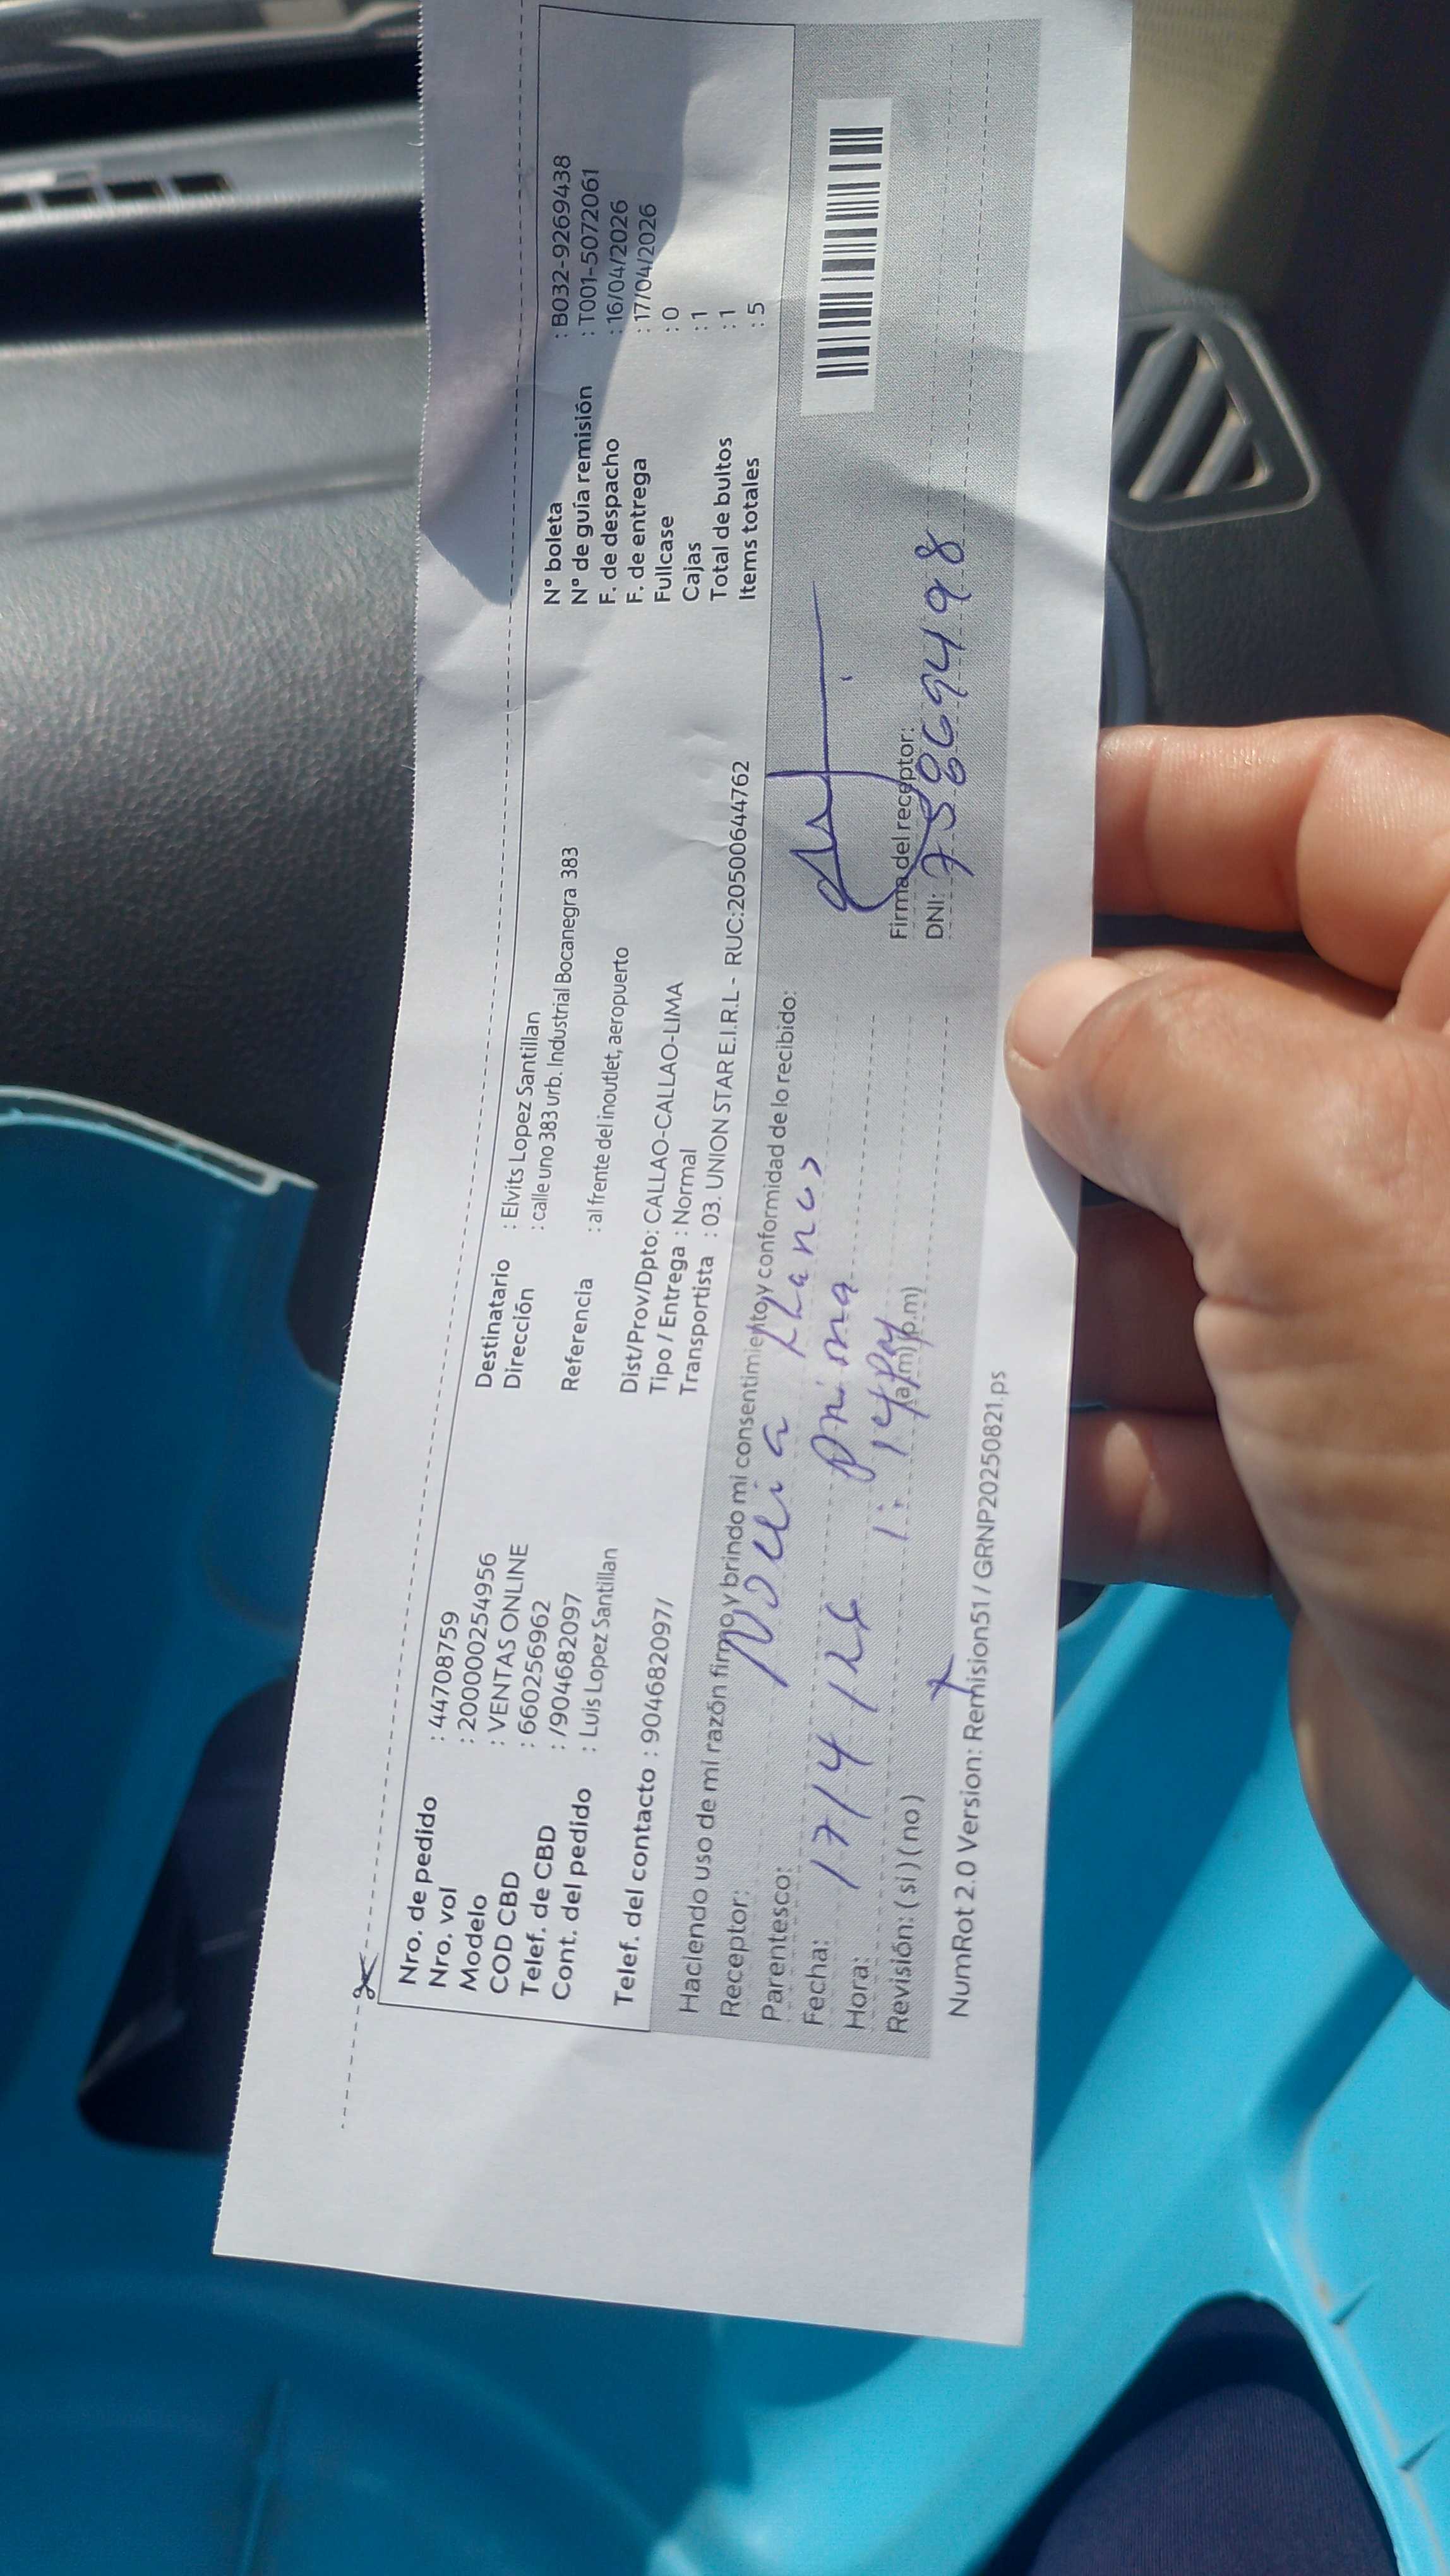 Nro. de pedido : 44708759
Nro. vol : 200000254956
Modelo : VENTAS ONLINE
COD CBD : 660256962
Telef. de CBD : /904682097
Cont. del pedido : Luis Lopez Santillan
Telef. del contacto : 904682097/
Destinatario : Elvits Lopez Santillan
Dirección : calle uno 383 urb. Industrial Bocanegra 383
Referencia : al frente del inoutlet, aeropuerto
Dist/Prov/Dpto: CALLAO-CALLAO-LIMA
Tipo / Entrega : Normal
Transportista : 03. UNION STAR E.I.R.L - RUC:20500644762
N° boleta : B032-9269438
N° de guía remisión : T001-5072061
F. de despacho : 16/04/2026
F. de entrega : 17/04/2026
Fullcase : 0
Cajas : 1
Total de bultos : 1
Items totales : 5
Haciendo uso de mi razón firmo y brindo mi consentimiento y conformidad de lo recibido:
Receptor:
Parentesco: Prima
Fecha: 17/4/26
Hora: 1:14 pm (a.m) (p.m)
Revisión: ( si ) ( no )
Firma del receptor:
DNI:
NumRot 2.0 Version: Remision51 / GRNP20250821.ps